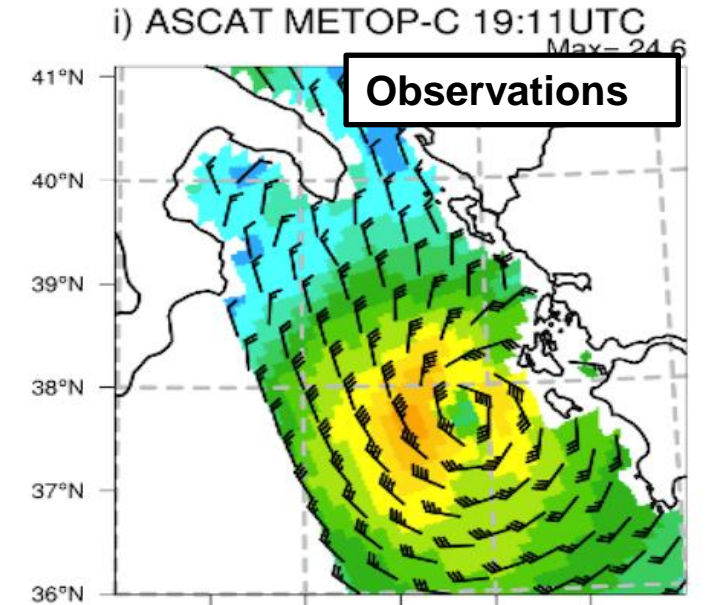 i) ASCAT METOP-C 19:11UTC
Max= 24.6
Observations
41°N
40°N
39°N
38°N
37°N
36°N